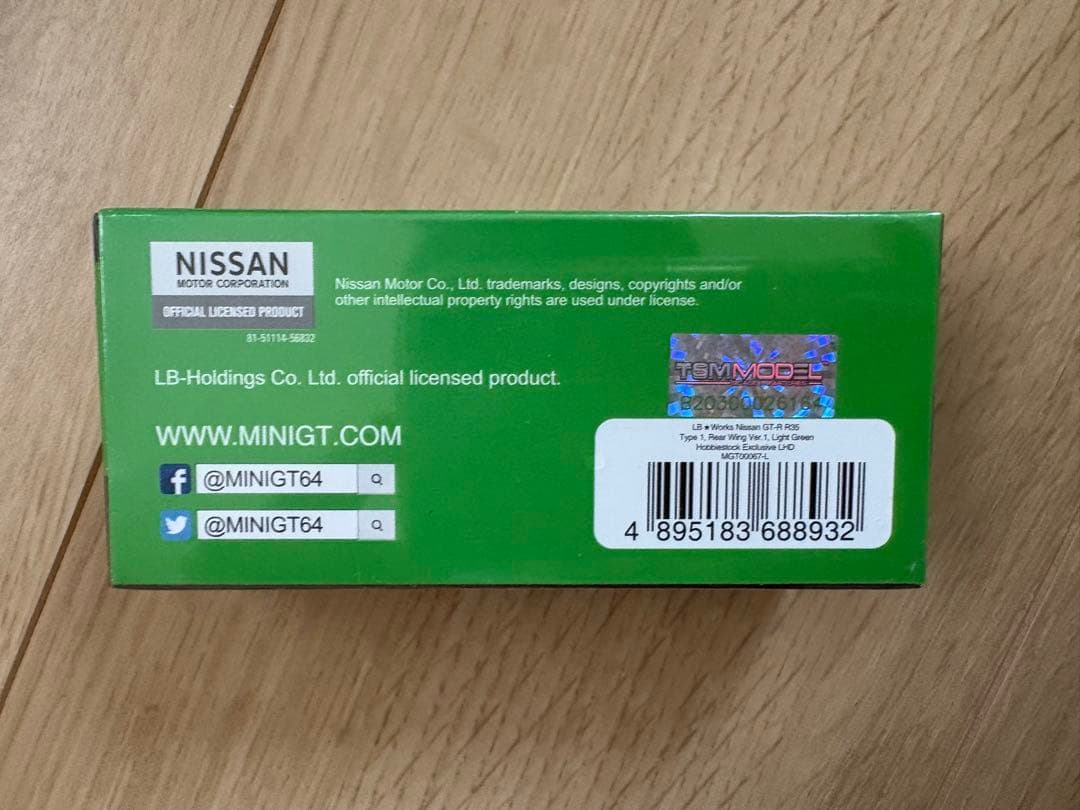 NISSAN
MOTOR CORPORATION
OFFICIAL LICENSED PRODUCT
81-51114-56832
Nissan Motor Co., Ltd. trademarks, designs, copyrights and/or
other intellectual property rights are used under license.
LB-Holdings Co. Ltd. official licensed product.
WWW.MINIGT.COM
@MINIGT64
@MINIGT64
TSMMODEL
LB★Works Nissan GT-R R35
Type 1, Rear Wing Ver.1, Light Green
Hobbiestock Exclusive LHD
MGT00067-L
4 895183 688932